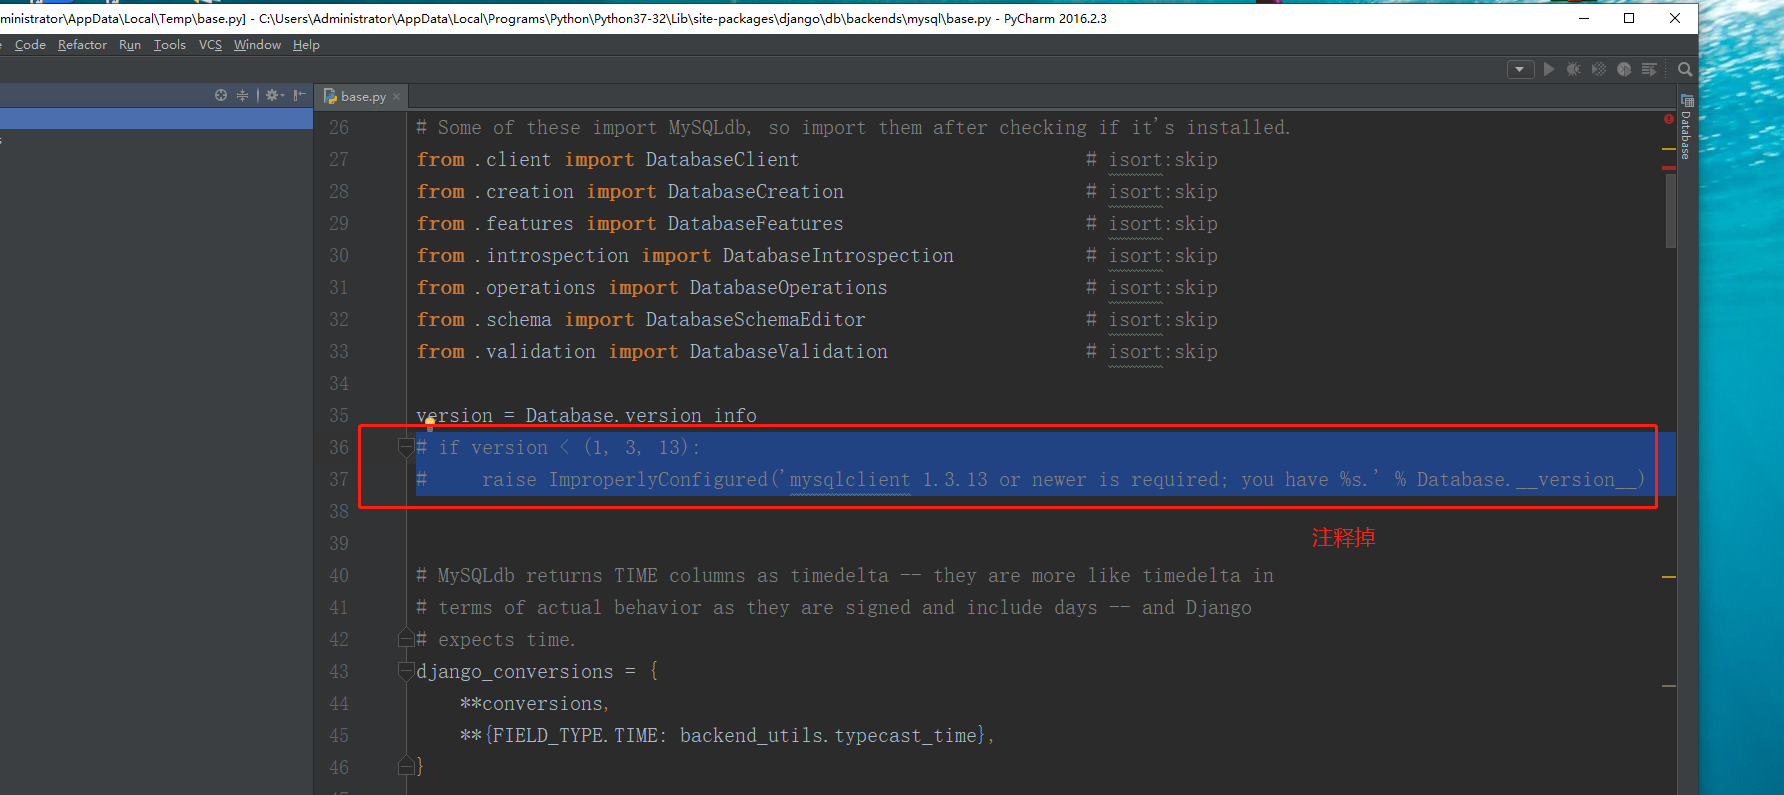 ministrator\AppData\Local\Temp\base.py] - C:\Users\Administrator\AppData\Local\Programs\Python\Python37-32\Lib\site-packages\django\db\backends\mysql\base.py - PyCharm 2016.2.3
Code Refactor Run Tools VCS Window Help
base.py
Database
26 # Some of these import MySQLdb, so import them after checking if it's installed.
27 from .client import DatabaseClient # isort:skip
28 from .creation import DatabaseCreation # isort:skip
29 from .features import DatabaseFeatures # isort:skip
30 from .introspection import DatabaseIntrospection # isort:skip
31 from .operations import DatabaseOperations # isort:skip
32 from .schema import DatabaseSchemaEditor # isort:skip
33 from .validation import DatabaseValidation # isort:skip
34
35 version = Database.version_info
36 # if version < (1, 3, 13):
37 # raise ImproperlyConfigured('mysqlclient 1.3.13 or newer is required; you have %s.' % Database.__version__)
38
注释掉
39
40 # MySQLdb returns TIME columns as timedelta -- they are more like timedelta in
41 # terms of actual behavior as they are signed and include days -- and Django
42 # expects time.
43 django_conversions = {
44 **conversions,
45 **{FIELD_TYPE.TIME: backend_utils.typecast_time},
46 }